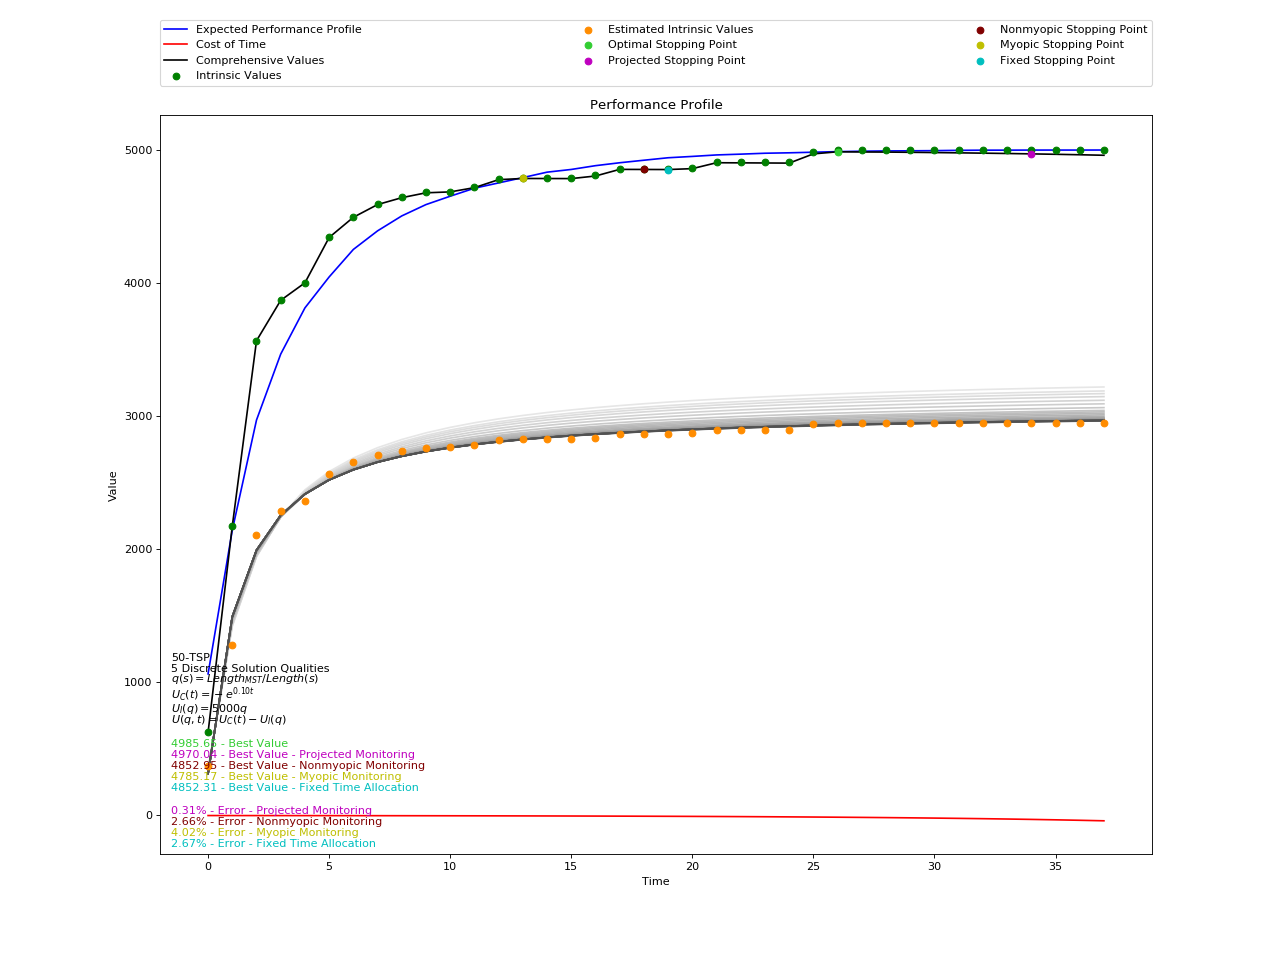 Expected Performance Profile
Cost of Time
Comprehensive Values
Intrinsic Values
Estimated Intrinsic Values
Optimal Stopping Point
Projected Stopping Point
Nonmyopic Stopping Point
Myopic Stopping Point
Fixed Stopping Point
Performance Profile
5000
4000
3000
2000
1000
0
Value
50-TSP
5 Discrete Solution Qualities
q(s) = Length_MST/Length(s)
U_C(t) = −e^0.10t
U_I(q) = 5000q
U(q, t) = U_C(t) − U_I(q)
4985.65 - Best Value
4970.04 - Best Value - Projected Monitoring
4852.95 - Best Value - Nonmyopic Monitoring
4785.17 - Best Value - Myopic Monitoring
4852.31 - Best Value - Fixed Time Allocation
0.31% - Error - Projected Monitoring
2.66% - Error - Nonmyopic Monitoring
4.02% - Error - Myopic Monitoring
2.67% - Error - Fixed Time Allocation
0 5 10 15 20 25 30 35
Time